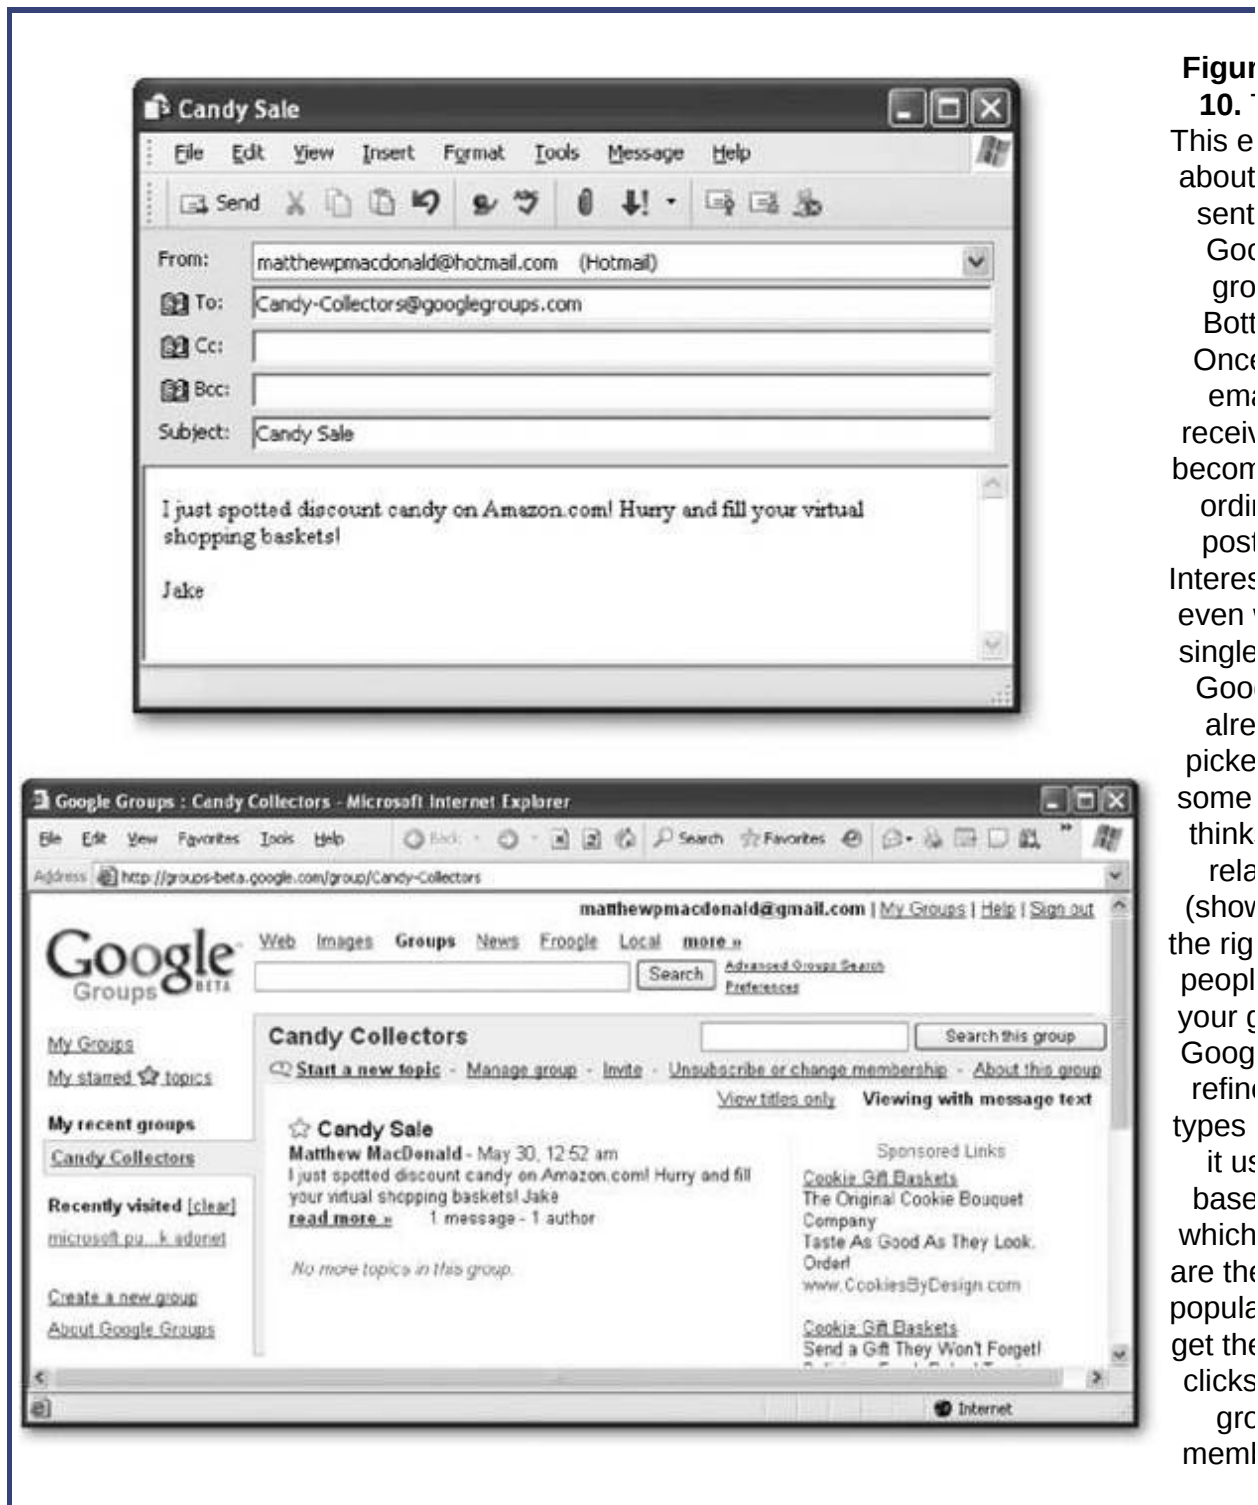 Candy Sale
File Edit View Insert Format Tools Message Help
Send
From: matthewpmacdonald@hotmail.com (Hotmail)
To: Candy-Collectors@googlegroups.com
Cc:
Bcc:
Subject: Candy Sale
I just spotted discount candy on Amazon.com! Hurry and fill your virtual
shopping baskets!
Jake
Google Groups : Candy Collectors - Microsoft Internet Explorer
File Edit View Favorites Tools Help Back Search Favorites
Address http://groups-beta.google.com/group/Candy-Collectors
matthewpmacdonald@gmail.com | My Groups | Help | Sign out
Google Groups BETA
Web Images Groups News Froogle Local more »
Search Advanced Groups Search
Preferences
My Groups
My starred topics
My recent groups
Candy Collectors
Recently visited [clear]
microsoft.pu...k.adonet
Create a new group
About Google Groups
Candy Collectors Search this group
Start a new topic - Manage group - Invite - Unsubscribe or change membership - About this group
View titles only Viewing with message text
Candy Sale
Matthew MacDonald - May 30, 12:52 am
I just spotted discount candy on Amazon.com! Hurry and fill
your virtual shopping baskets! Jake
read more » 1 message - 1 author
No more topics in this group.
Sponsored Links
Cookie Gift Baskets
The Original Cookie Bouquet
Company
Taste As Good As They Look.
Order!
www.CookiesByDesign.com
Cookie Gift Baskets
Send a Gift They Won't Forget!
Internet
Figur
10. T
This e
about
sent
Goo
gro
Bott
Once
ema
receiv
becom
ordi
post
Interes
even
single
Goo
alre
picke
some
think
rela
(show
the rig
peopl
your g
Goog
refine
types
it us
base
which
are the
popula
get the
clicks
gro
meml